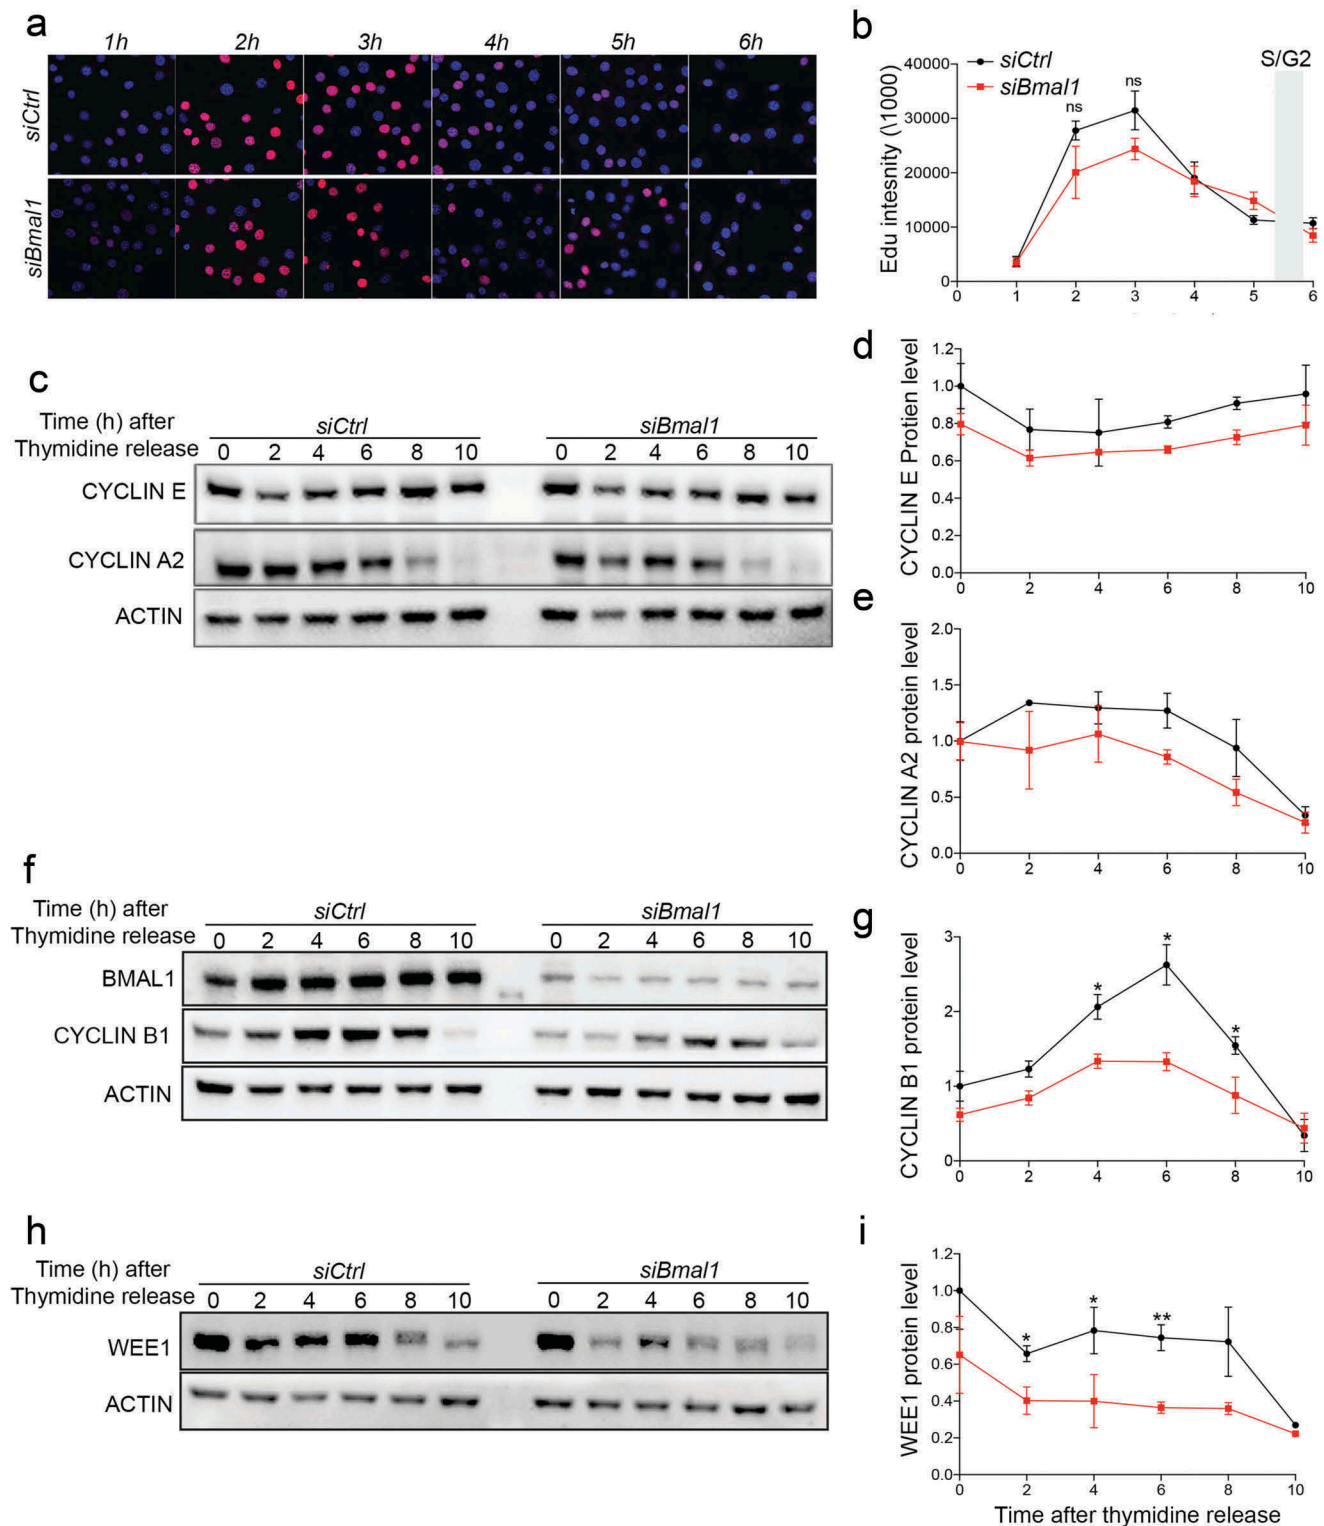 a
1h 2h 3h 4h 5h 6h
siCtrl
siBmal1
b
siCtrl
siBmal1
S/G2
Edu intesnity (\1000)
40000
30000
20000
10000
0
ns ns
0 1 2 3 4 5 6
c
Time (h) after
Thymidine release
siCtrl siBmal1
0 2 4 6 8 10 0 2 4 6 8 10
CYCLIN E
CYCLIN A2
ACTIN
d
CYCLIN E Protien level
1.2
1.0
0.8
0.6
0.4
0.2
0.0
0 2 4 6 8 10
e
CYCLIN A2 protein level
2.0
1.5
1.0
0.5
0.0
0 2 4 6 8 10
f
Time (h) after
Thymidine release
siCtrl siBmal1
0 2 4 6 8 10 0 2 4 6 8 10
BMAL1
CYCLIN B1
ACTIN
g
CYCLIN B1 protein level
3
2
1
0
* * *
0 2 4 6 8 10
h
Time (h) after
Thymidine release
siCtrl siBmal1
0 2 4 6 8 10 0 2 4 6 8 10
WEE1
ACTIN
i
WEE1 protein level
1.2
1.0
0.8
0.6
0.4
0.2
0.0
* * **
0 2 4 6 8 10
Time after thymidine release